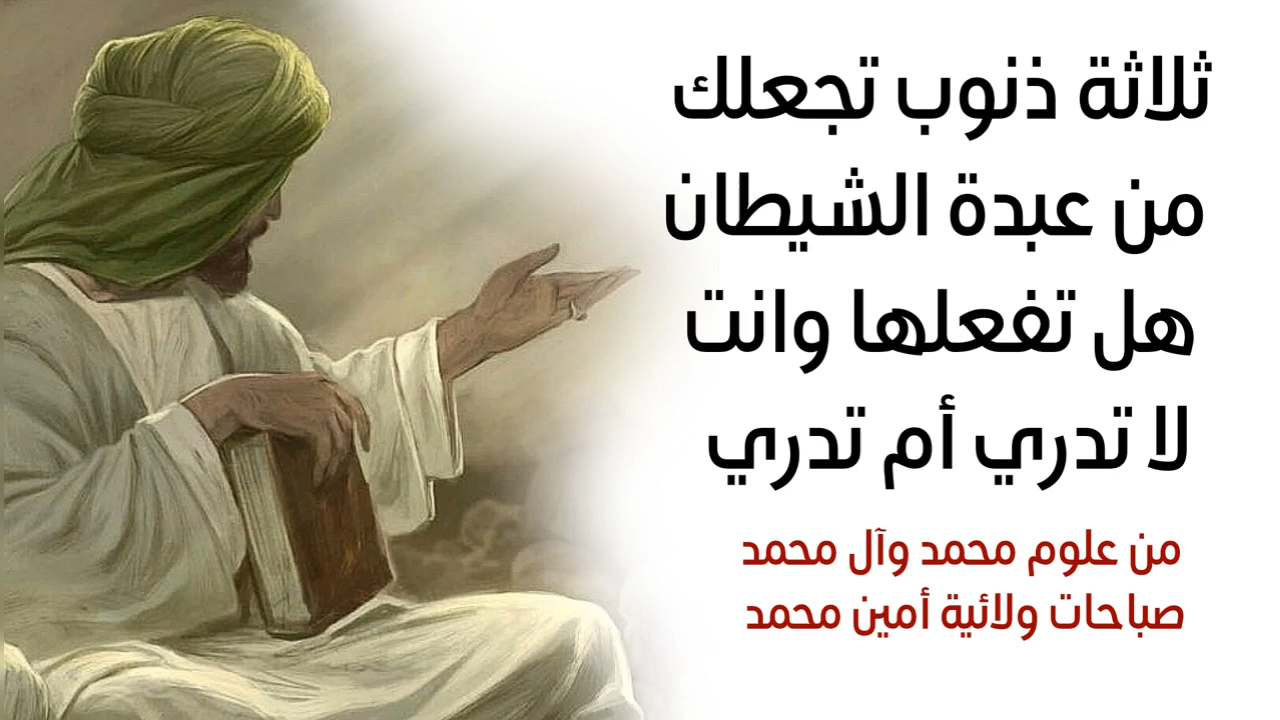 ثلاثة ذنوب تجعلك
من عبدة الشيطان
هل تفعلها وانت
لا تدري أم تدري
من علوم محمد وآل محمد
صباحات ولائية أمين محمد